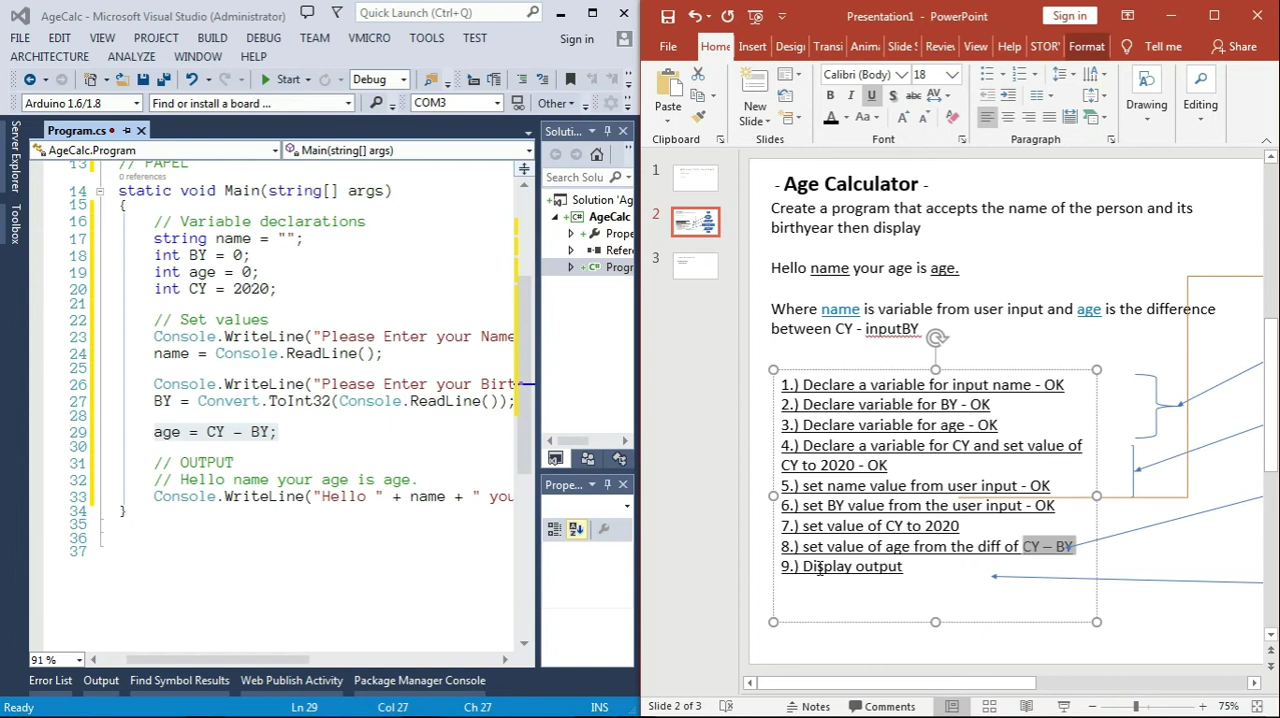 AgeCalc - Microsoft Visual Studio (Administrator)
Quick Launch (Ctrl+Q)
FILE EDIT VIEW PROJECT BUILD DEBUG TEAM VMICRO TOOLS TEST
Sign in
ARCHITECTURE ANALYZE WINDOW HELP
Start Debug
Arduino 1.6/1.8 Find or install a board... COM3 Other
Server Explorer
Toolbox
Program.cs
AgeCalc.Program Main(string[] args)
13 // PAPEL
0 references
14 static void Main(string[] args)
15 {
16 // Variable declarations
17 string name = "";
18 int BY = 0;
19 int age = 0;
20 int CY = 2020;
21
22 // Set values
23 Console.WriteLine("Please Enter your Name
24 name = Console.ReadLine();
25
26 Console.WriteLine("Please Enter your Birt
27 BY = Convert.ToInt32(Console.ReadLine());
28
29 age = CY - BY;
30
31 // OUTPUT
32 // Hello name your age is age.
33 Console.WriteLine("Hello " + name + " you
34 }
35
36
37
91 %
Soluti...
Search Solu
Solution 'Ag
AgeCalc
Prope
Refere
Progr
Prope...
Error List Output Find Symbol Results Web Publish Activity Package Manager Console
Ready Ln 29 Col 27 Ch 27 INS
Presentation1 - PowerPoint
Sign in
File Home Insert Desig Transi Anima Slide S Review View Help STOR' Format Tell me Share
Paste
New
Slide
Calibri (Body) 18
B I U S abc AV
A Aa A A
Drawing
Editing
Clipboard Slides Font Paragraph
1
2
3
- Age Calculator -
Create a program that accepts the name of the person and its
birthyear then display
Hello name your age is age.
Where name is variable from user input and age is the difference
between CY - inputBY
1.) Declare a variable for input name - OK
2.) Declare variable for BY - OK
3.) Declare variable for age - OK
4.) Declare a variable for CY and set value of
CY to 2020 - OK
5.) set name value from user input - OK
6.) set BY value from the user input - OK
7.) set value of CY to 2020
8.) set value of age from the diff of CY – BY
9.) Display output
Slide 2 of 3 Notes Comments 75%